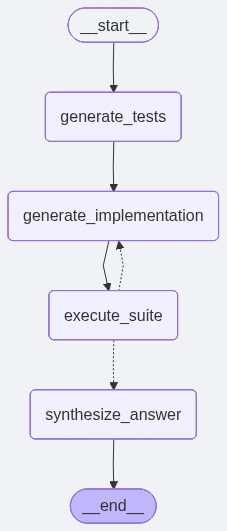 __start__
generate_tests
generate_implementation
execute_suite
synthesize_answer
__end__